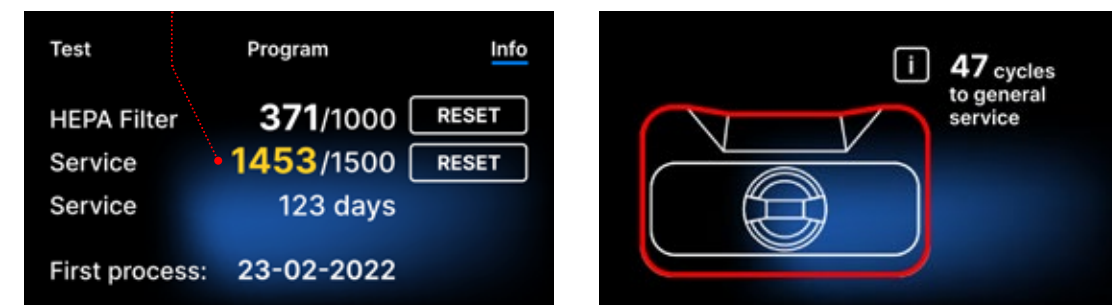 Test Program Info
HEPA Filter 371/1000 RESET
Service 1453/1500 RESET
Service 123 days
First process: 23-02-2022
i 47 cycles
to general
service